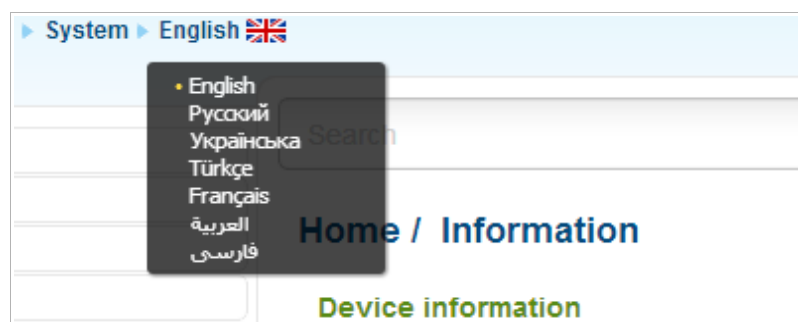 System English
• English
Русский
Українська
Türkçe
Français
العربية
فارسی
Search
Home / Information
Device information